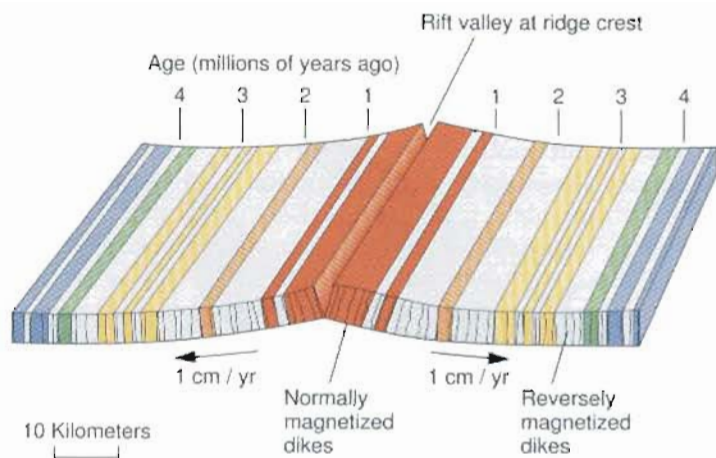 Rift valley at ridge crest
Age (millions of years ago)
4 3 2 1 1 2 3 4
1 cm / yr 1 cm / yr
Normally
magnetized
dikes
Reversely
magnetized
dikes
10 Kilometers